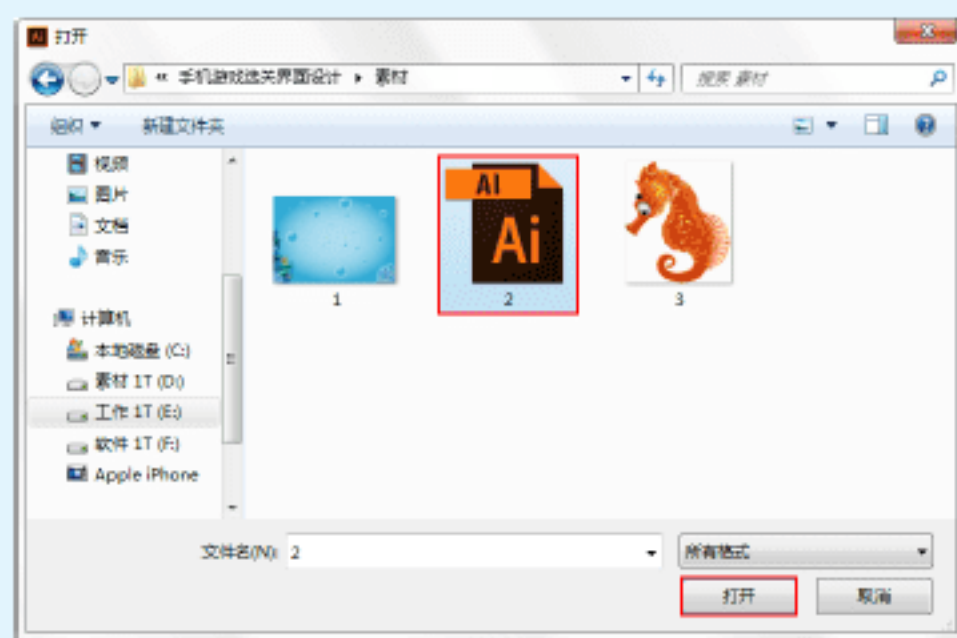 打开
« 手机游戏选关界面设计 ▸ 素材
搜索 素材
组织 ▼ 新建文件夹
视频
图片
文档
音乐
计算机
本地磁盘 (C:)
素材 1T (D:)
工作 1T (E:)
软件 1T (F:)
Apple iPhone
AI
Ai
1
2
3
文件名(N): 2
所有格式
打开
取消